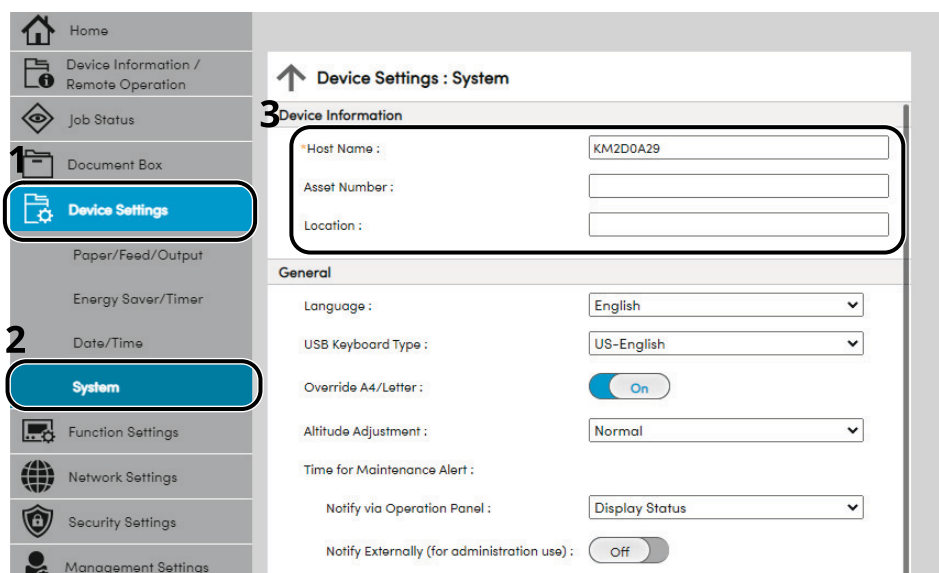 Home
Device Information /
Remote Operation
Job Status
1
Document Box
Device Settings
Paper/Feed/Output
Energy Saver/Timer
2
Date/Time
System
Function Settings
Network Settings
Security Settings
Management Settings
Device Settings : System
3
Device Information
*Host Name : KM2D0A29
Asset Number :
Location :
General
Language : English
USB Keyboard Type : US-English
Override A4/Letter : On
Altitude Adjustment : Normal
Time for Maintenance Alert :
Notify via Operation Panel : Display Status
Notify Externally (for administration use) : Off